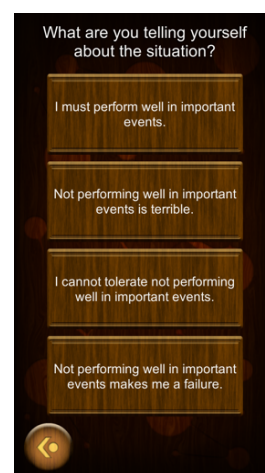 What are you telling yourself
about the situation?
I must perform well in important
events.
Not performing well in important
events is terrible.
I cannot tolerate not performing
well in important events.
Not performing well in important
events makes me a failure.